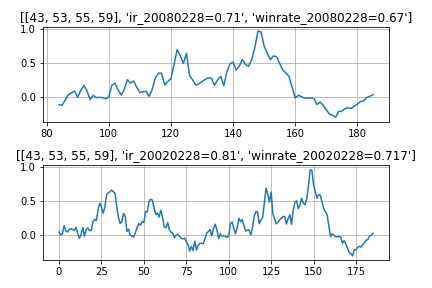 [[43, 53, 55, 59], 'ir_20080228=0.71', 'winrate_20080228=0.67']
1.0
0.5
0.0
80 100 120 140 160 180
[[43, 53, 55, 59], 'ir_20020228=0.81', 'winrate_20020228=0.717']
1.0
0.5
0.0
0 25 50 75 100 125 150 175